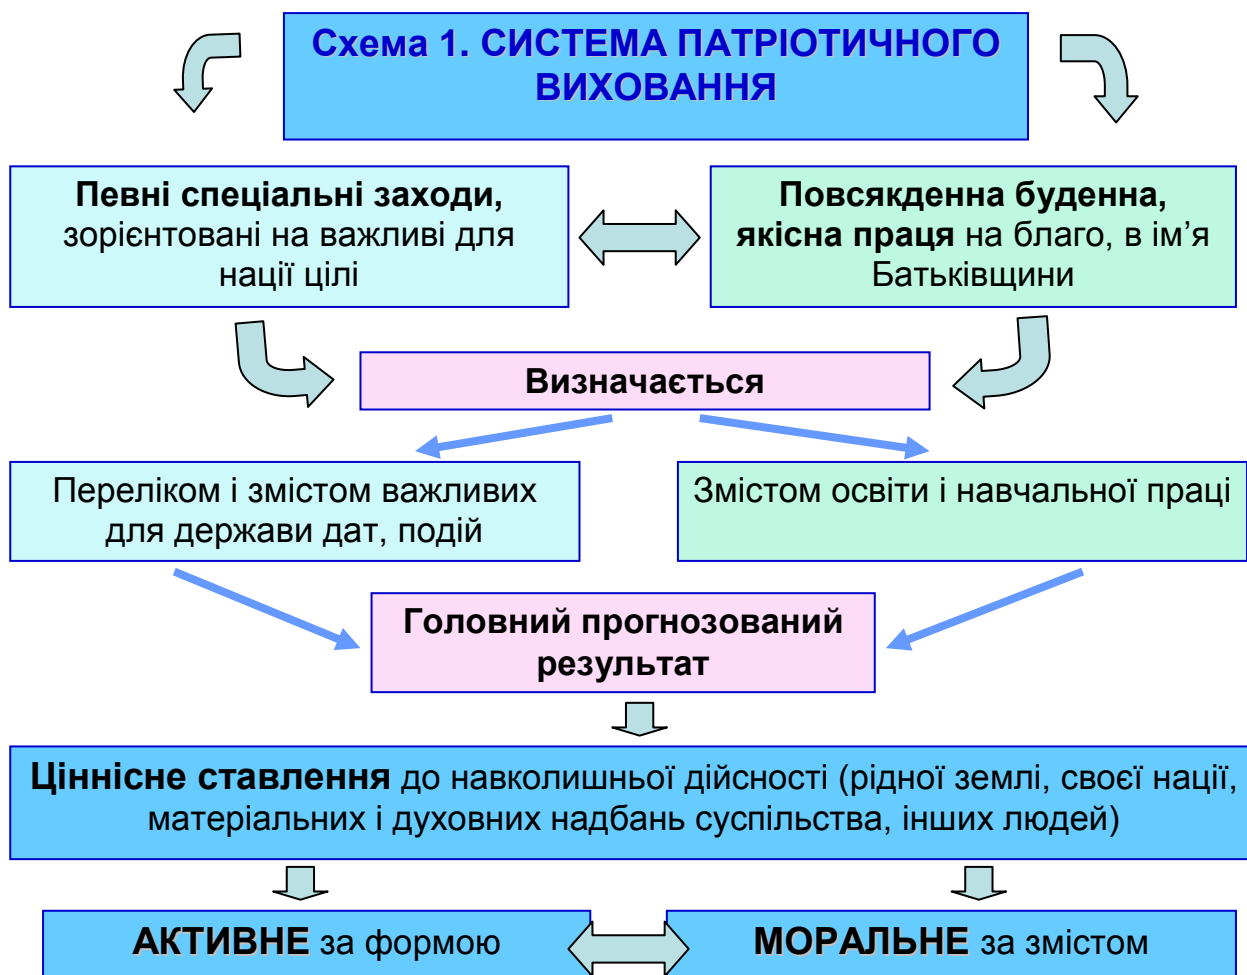 Схема 1. СИСТЕМА ПАТРІОТИЧНОГО
ВИХОВАННЯ
Певні спеціальні заходи,
зорієнтовані на важливі для
нації цілі
Повсякденна буденна,
якісна праця на благо, в ім’я
Батьківщини
Визначається
Переліком і змістом важливих
для держави дат, подій
Змістом освіти і навчальної праці
Головний прогнозований
результат
Ціннісне ставлення до навколишньої дійсності (рідної землі, своєї нації,
матеріальних і духовних надбань суспільства, інших людей)
АКТИВНЕ за формою
МОРАЛЬНЕ за змістом